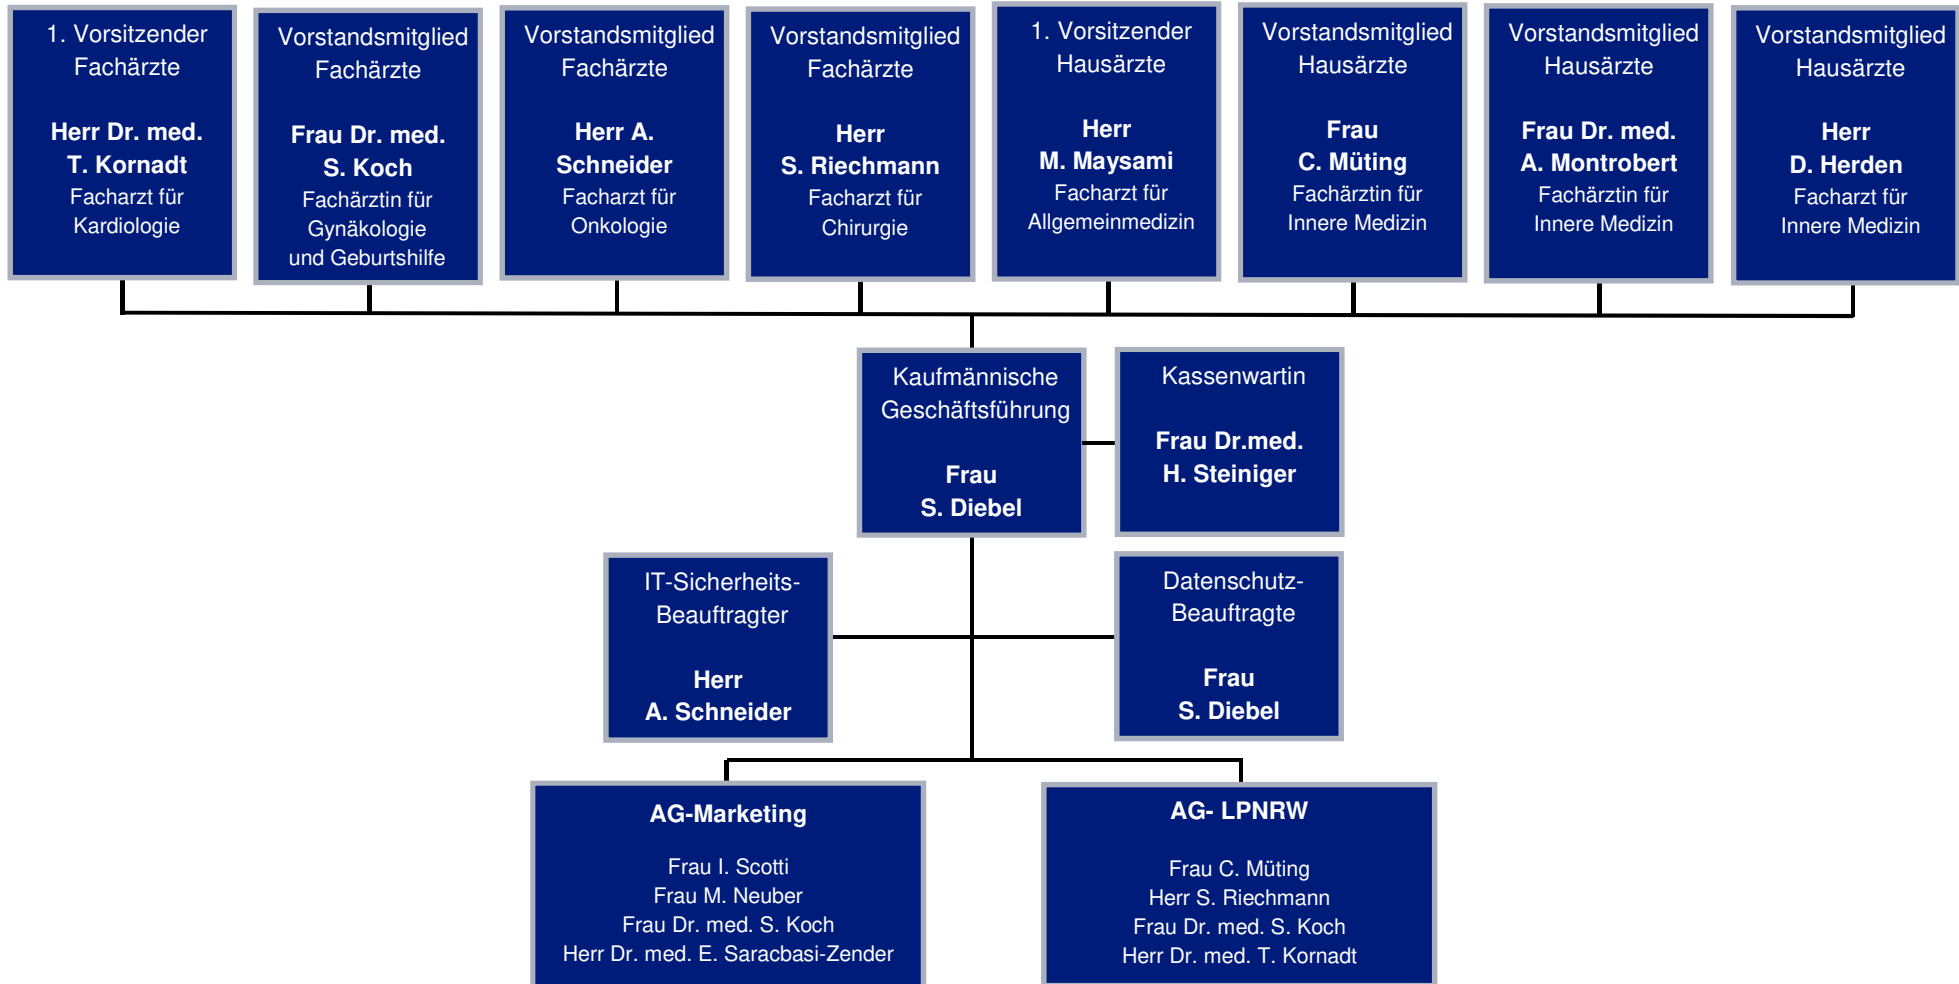 1. Vorsitzender
Fachärzte
Herr Dr. med.
T. Kornadt
Facharzt für
Kardiologie
Vorstandsmitglied
Fachärzte
Frau Dr. med.
S. Koch
Fachärztin für
Gynäkologie
und Geburtshilfe
Vorstandsmitglied
Fachärzte
Herr A.
Schneider
Facharzt für
Onkologie
Vorstandsmitglied
Fachärzte
Herr
S. Riechmann
Facharzt für
Chirurgie
1. Vorsitzender
Hausärzte
Herr
M. Maysami
Facharzt für
Allgemeinmedizin
Vorstandsmitglied
Hausärzte
Frau
C. Müting
Fachärztin für
Innere Medizin
Vorstandsmitglied
Hausärzte
Frau Dr. med.
A. Montrobert
Fachärztin für
Innere Medizin
Vorstandsmitglied
Hausärzte
Herr
D. Herden
Facharzt für
Innere Medizin
Kaufmännische
Geschäftsführung
Frau
S. Diebel
Kassenwartin
Frau Dr.med.
H. Steiniger
IT-Sicherheits-
Beauftragter
Herr
A. Schneider
Datenschutz-
Beauftragte
Frau
S. Diebel
AG-Marketing
Frau I. Scotti
Frau M. Neuber
Frau Dr. med. S. Koch
Herr Dr. med. E. Saracbasi-Zender
AG- LPNRW
Frau C. Müting
Herr S. Riechmann
Frau Dr. med. S. Koch
Herr Dr. med. T. Kornadt